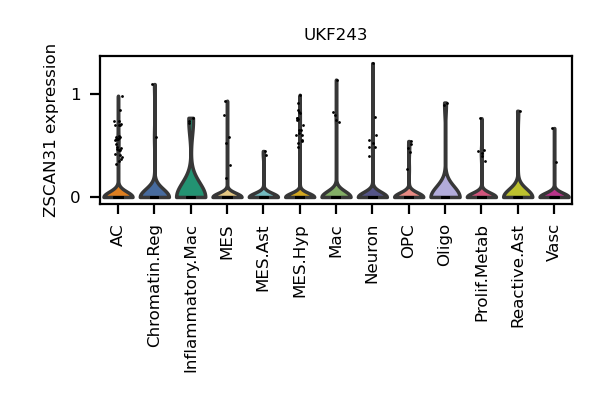 UKF243
ZSCAN31 expression
1
0
AC
Chromatin.Reg
Inflammatory.Mac
MES
MES.Ast
MES.Hyp
Mac
Neuron
OPC
Oligo
Prolif.Metab
Reactive.Ast
Vasc